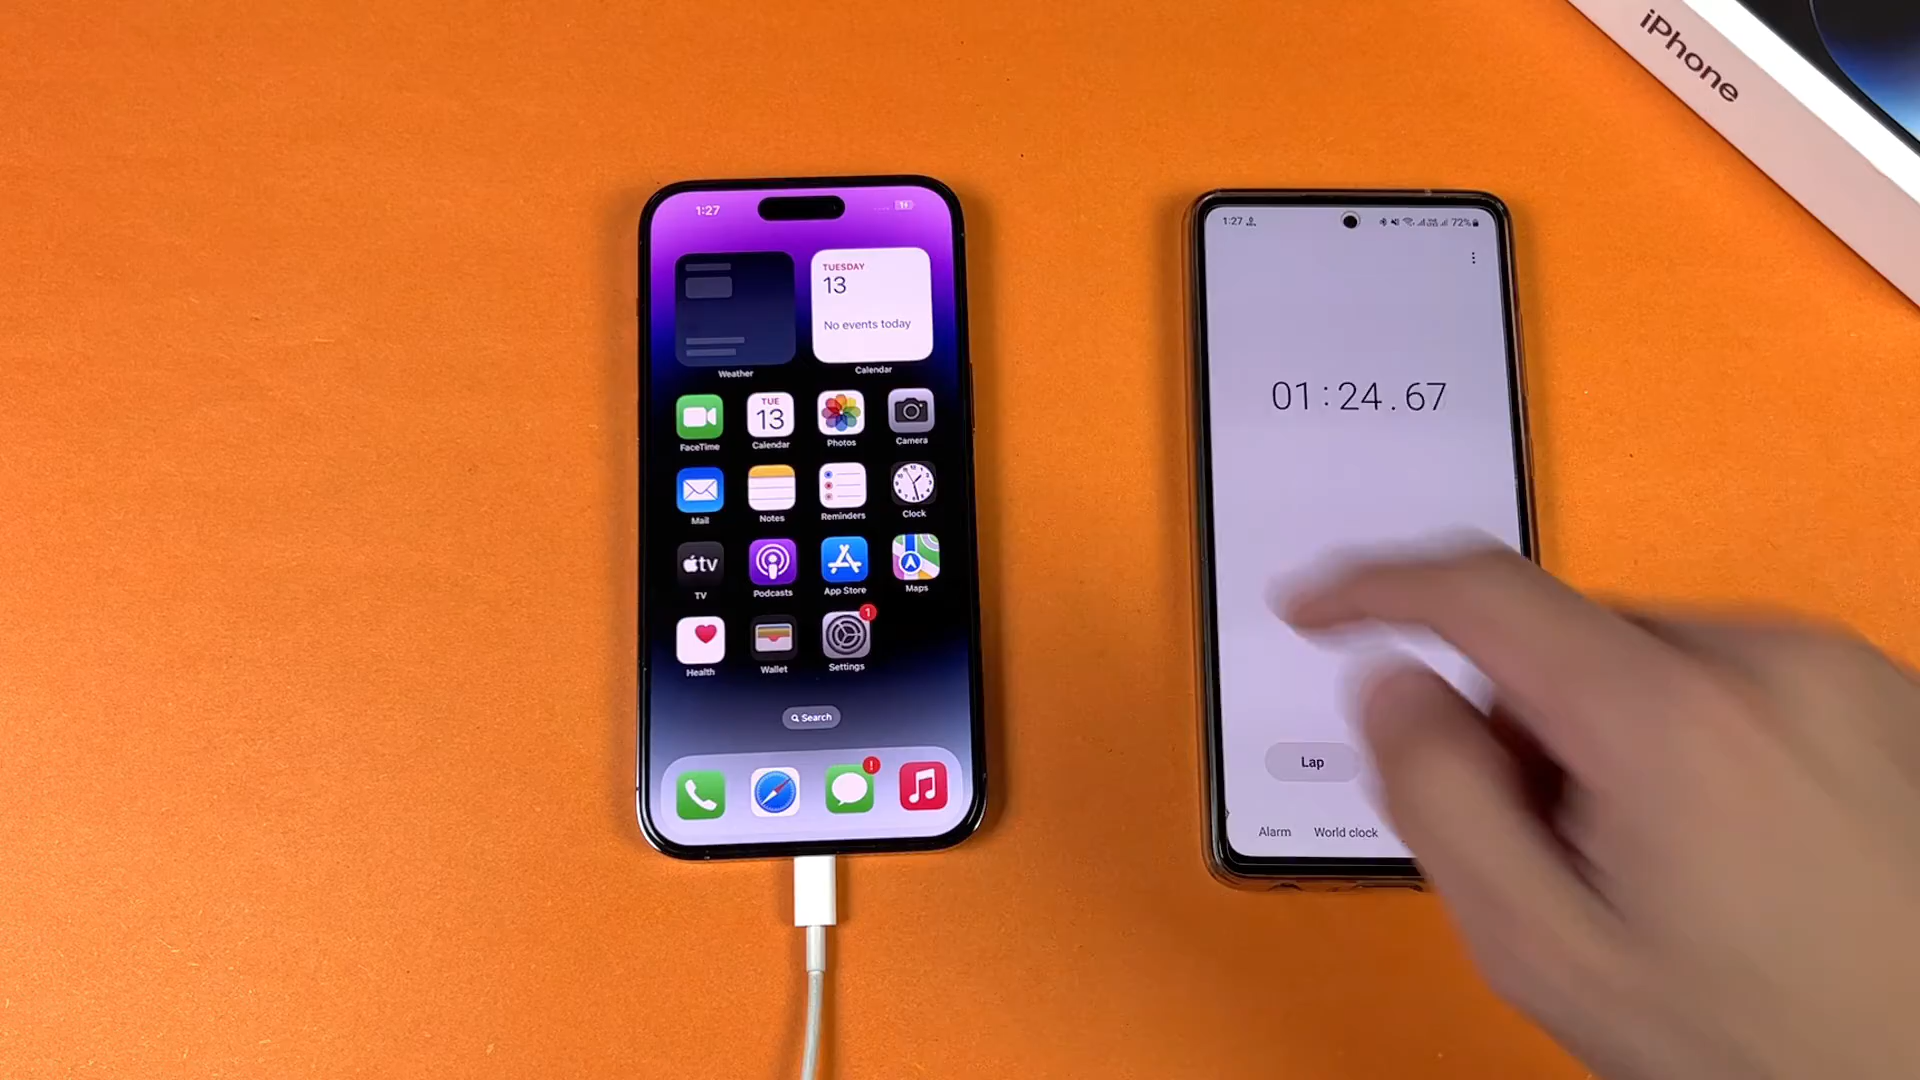 iPhone
1:27
TUESDAY
13
No events today
Weather
Calendar
TUE
13
FaceTime
Calendar
Photos
Camera
Mail
Notes
Reminders
Clock
tv
TV
Podcasts
App Store
Maps
1
Health
Wallet
Settings
Search
!
1:27
72%
01:24.67
Lap
Alarm
World clock